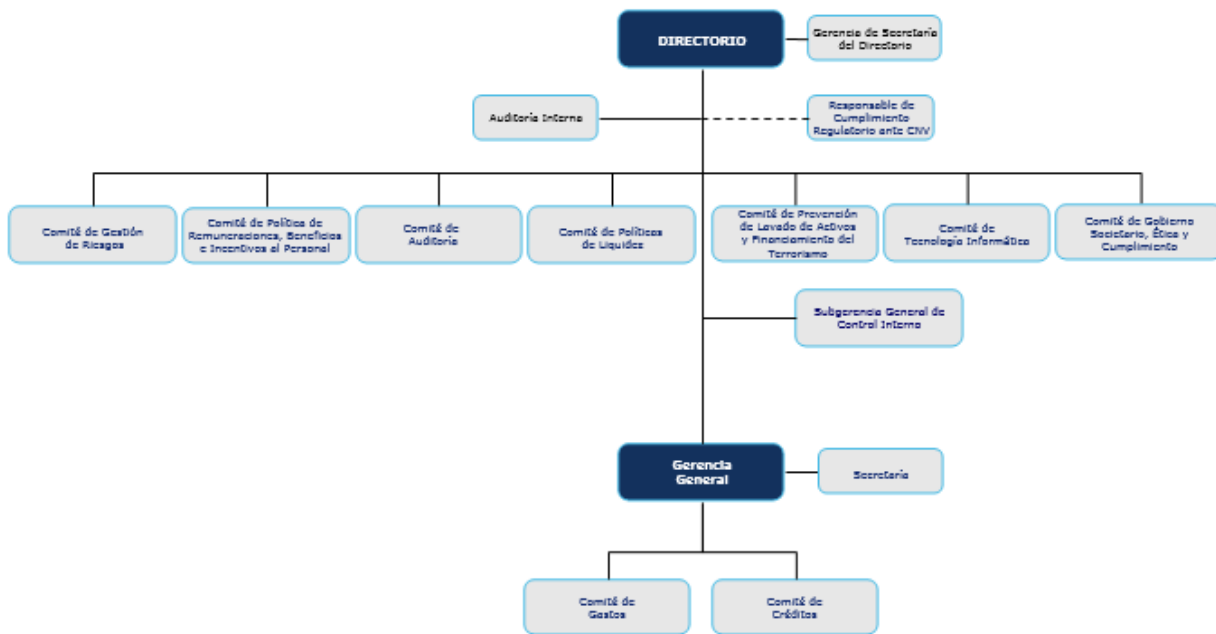 DIRECTORIO
Gerencia de Secretaría
del Directorio
Auditoría Interna
Responsable de
Cumplimiento
Regulatorio ante CNV
Comité de Gestión
de Riesgos
Comité de Política de
Remuneraciones, Beneficios
e Incentivos al Personal
Comité de
Auditoría
Comité de Políticas
de Liquidez
Comité de Prevención
de Lavado de Activos
y Financiamiento del
Terrorismo
Comité de
Tecnología Informática
Comité de Gobierno
Societario, Ética y
Cumplimiento
Subgerencia General de
Control Interno
Gerencia
General
Secretaría
Comité de
Gastos
Comité de
Créditos